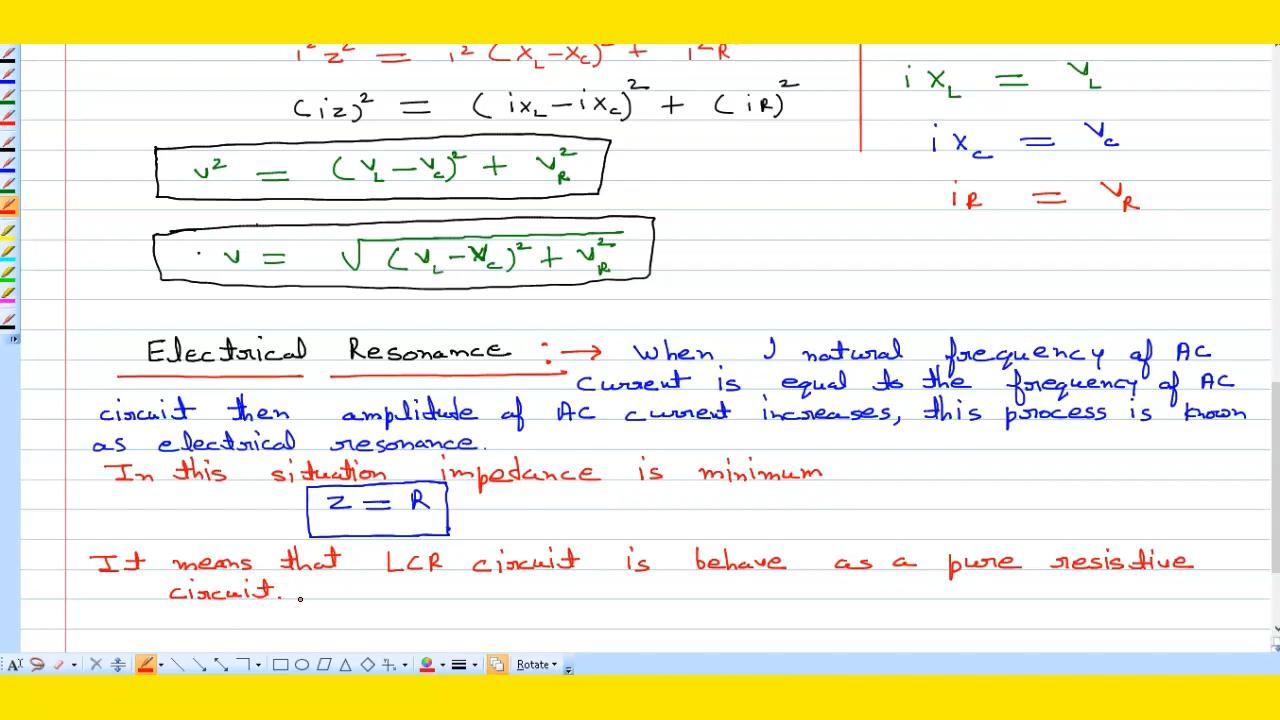 i²z² = i² (XL-XC)² + i²R
(iz)² = (iXL-iXC)² + (iR)²
v² = (VL-VC)² + VR²
v = √(VL-VC)² + VR²
iXL = VL
iXC = VC
iR = VR
Electrical Resonance :→ When natural frequency of AC
current is equal to the frequency of AC
circuit then amplitude of AC current increases, this process is known
as electrical resonance.
In this situation impedance is minimum
Z = R
It means that LCR circuit is behave as a pure resistive
circuit.
Rotate